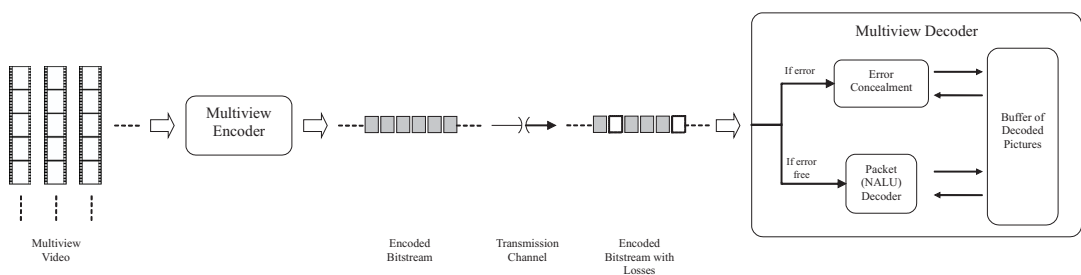 Multiview Decoder
If error
Error
Concealment
Multiview
Encoder
Buffer of
Decoded
Pictures
If error
free
Packet
(NALU)
Decoder
Multiview
Video
Encoded
Bitstream
Transmission
Channel
Encoded
Bitstream with
Losses